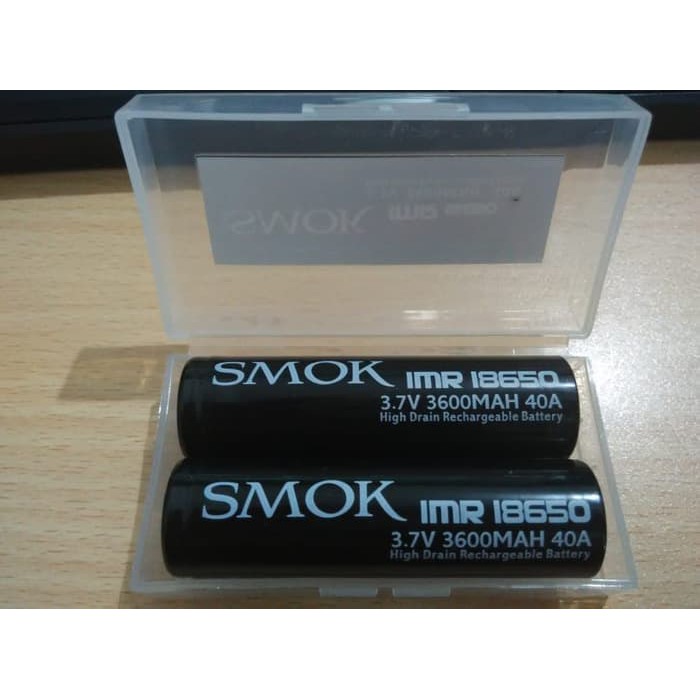 SMOK IMR 18650
3.7V 3600MAH 40A
High Drain Rechargeable Battery
SMOK IMR 18650
3.7V 3600MAH 40A
High Drain Rechargeable Battery